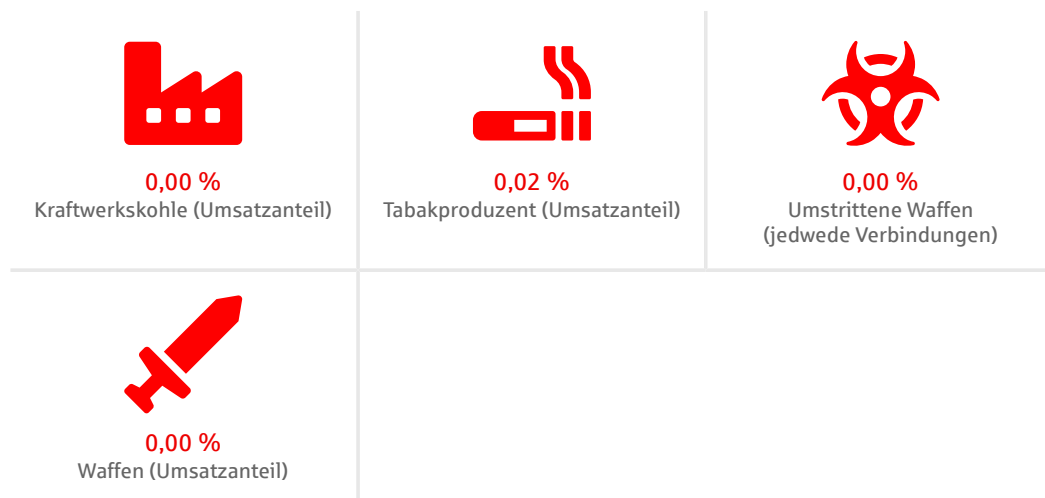 0,00 %
Kraftwerkskohle (Umsatzanteil)
0,02 %
Tabakproduzent (Umsatzanteil)
0,00 %
Umstrittene Waffen
(jedwede Verbindungen)
0,00 %
Waffen (Umsatzanteil)